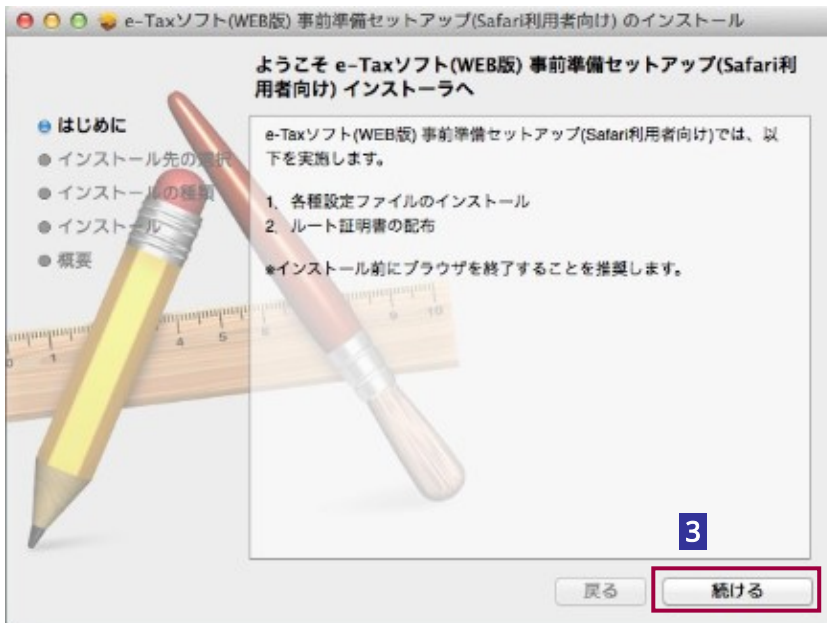 e-Taxソフト(WEB版) 事前準備セットアップ(Safari利用者向け) のインストール
ようこそ e-Taxソフト(WEB版) 事前準備セットアップ(Safari利
用者向け) インストーラへ
はじめに
インストール先の選択
インストールの種類
インストール
概要
e-Taxソフト(WEB版) 事前準備セットアップ(Safari利用者向け)では、以
下を実施します。
1. 各種設定ファイルのインストール
2. ルート証明書の配布
※インストール前にブラウザを終了することを推奨します。
1 4 5 6 9 10
3
戻る
続ける